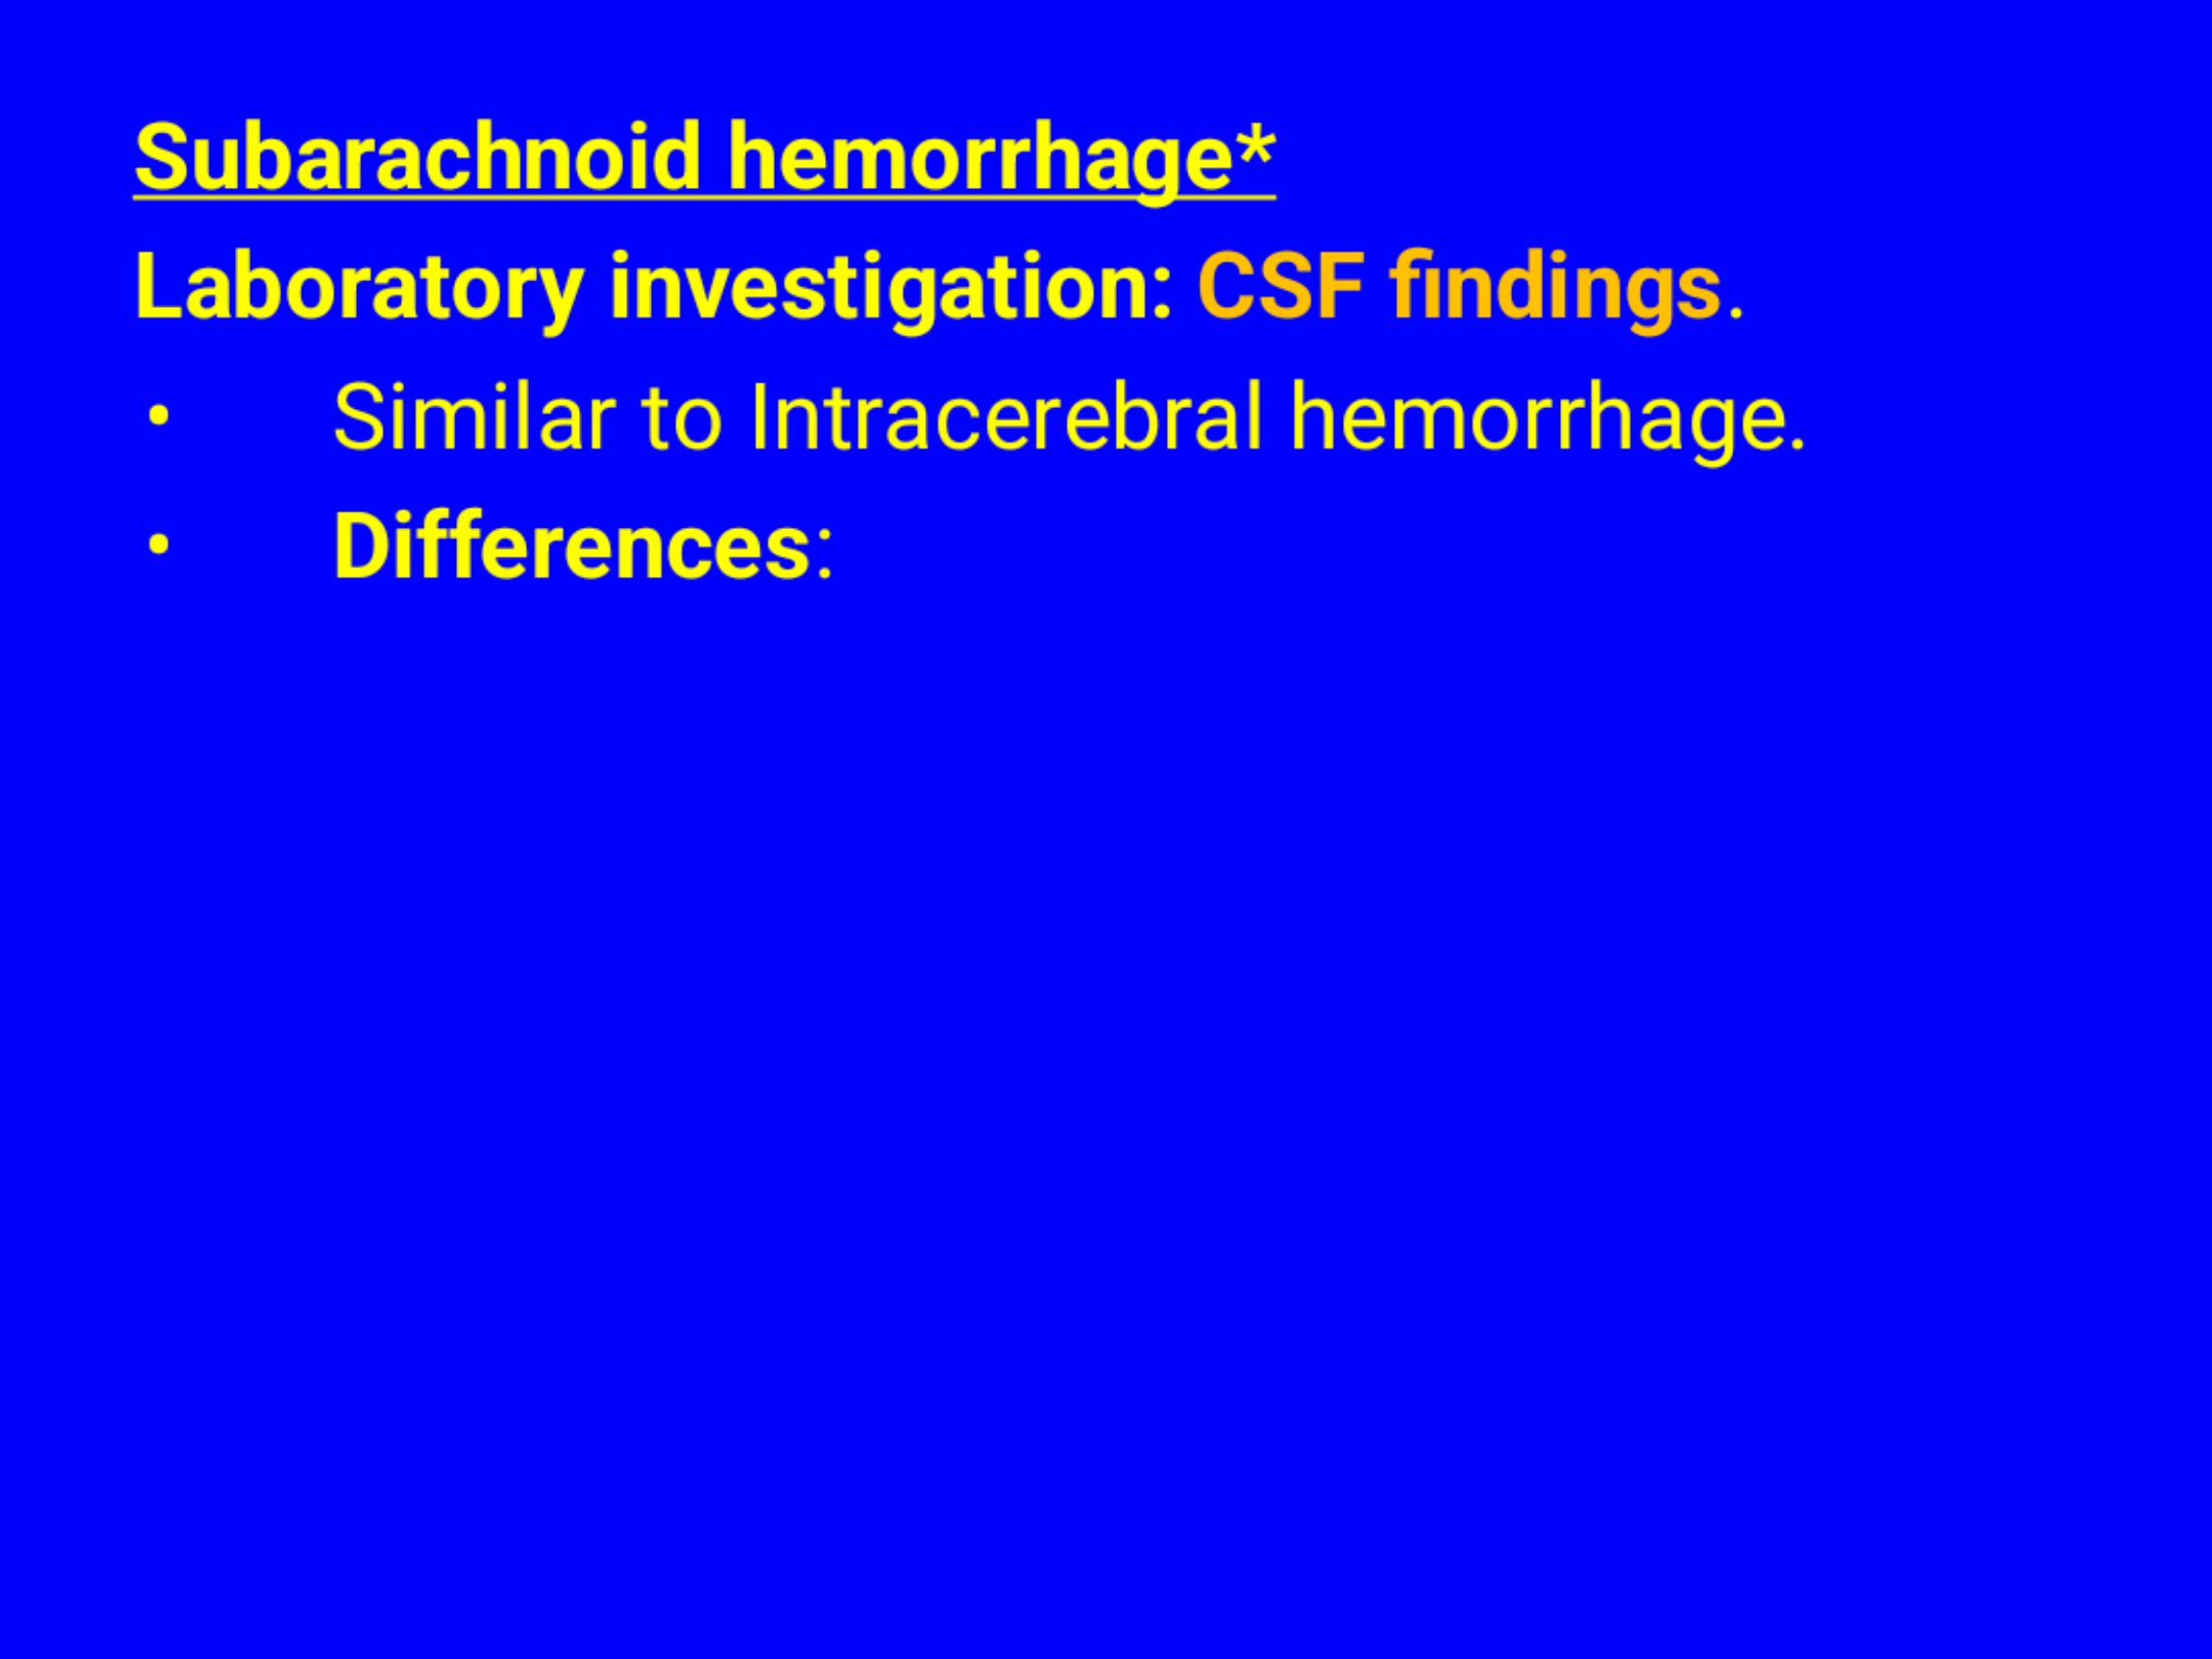 Subarachnoid hemorrhage*
Laboratory investigation: CSF findings.
• Similar to Intracerebral hemorrhage.
• Differences: